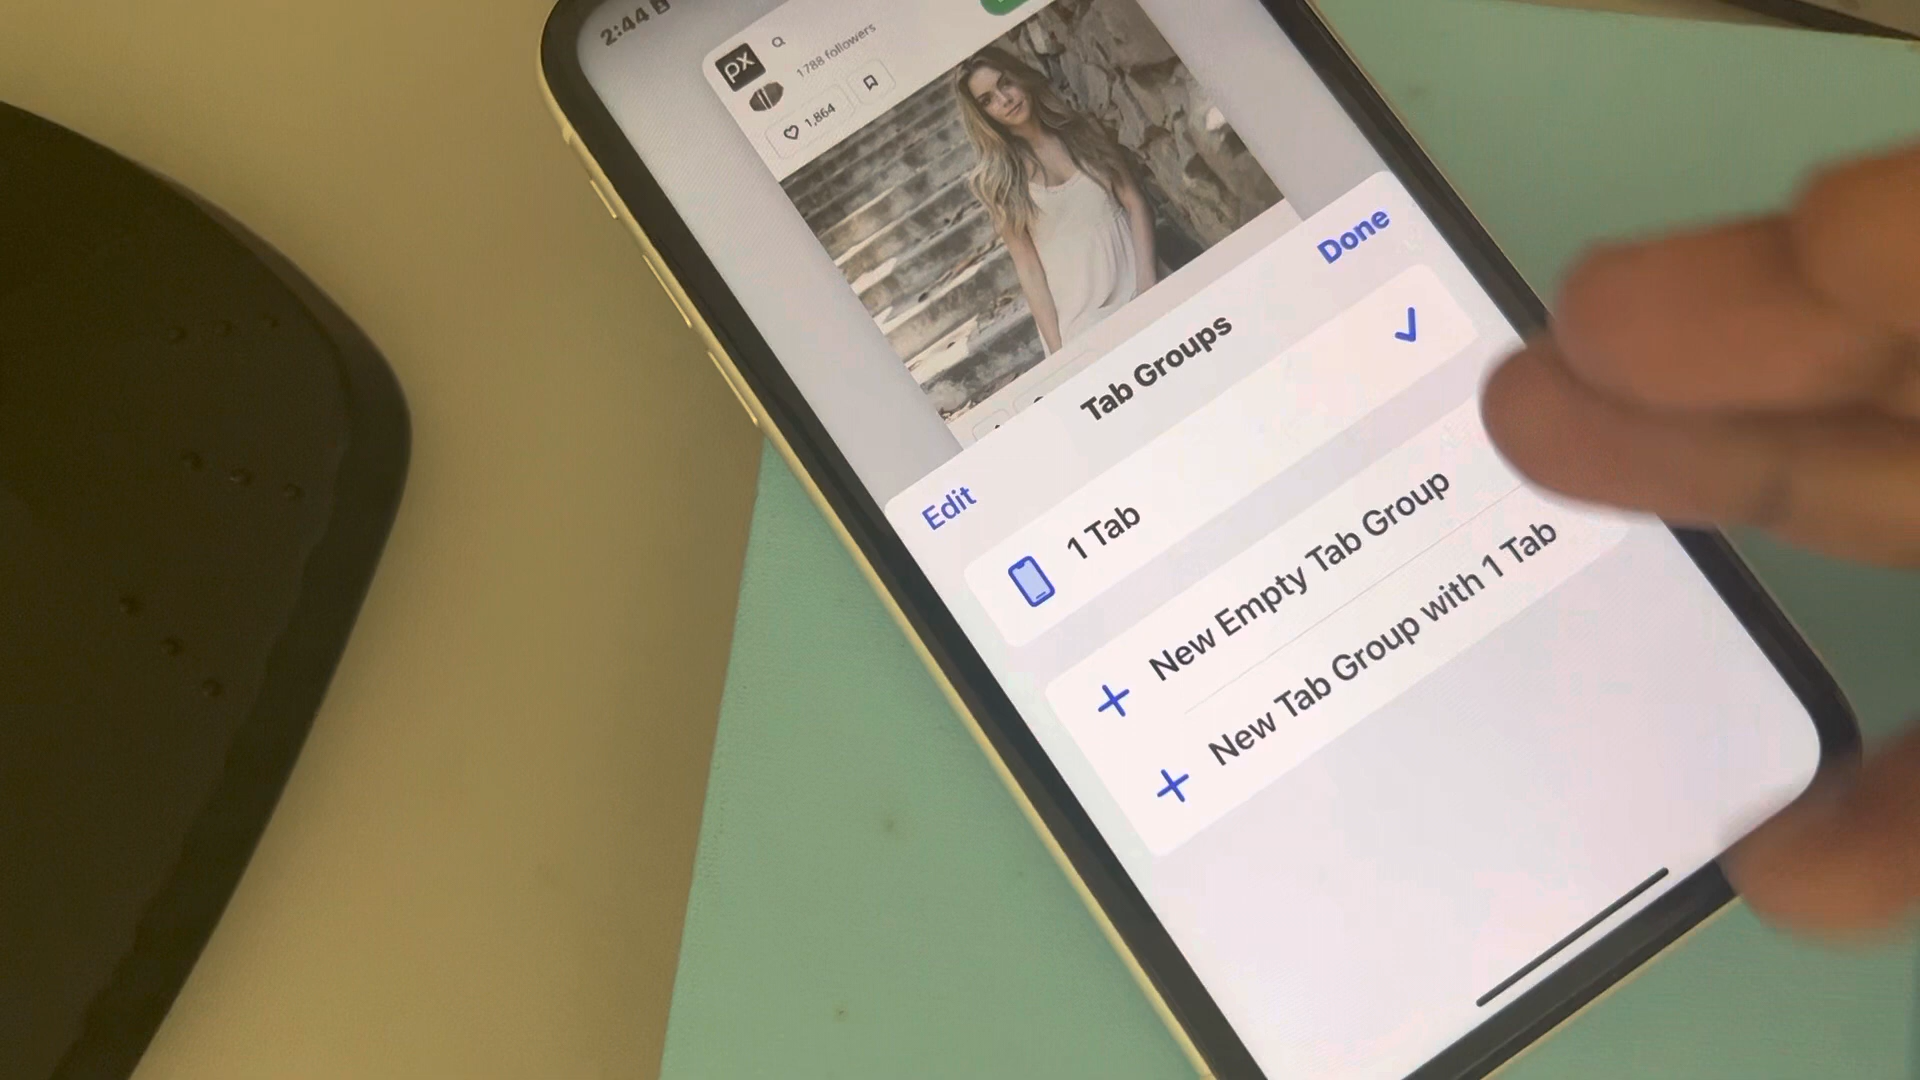 2:44
px
1788 followers
1,864
Done
Tab Groups
Edit
1 Tab
New Empty Tab Group
New Tab Group with 1 Tab